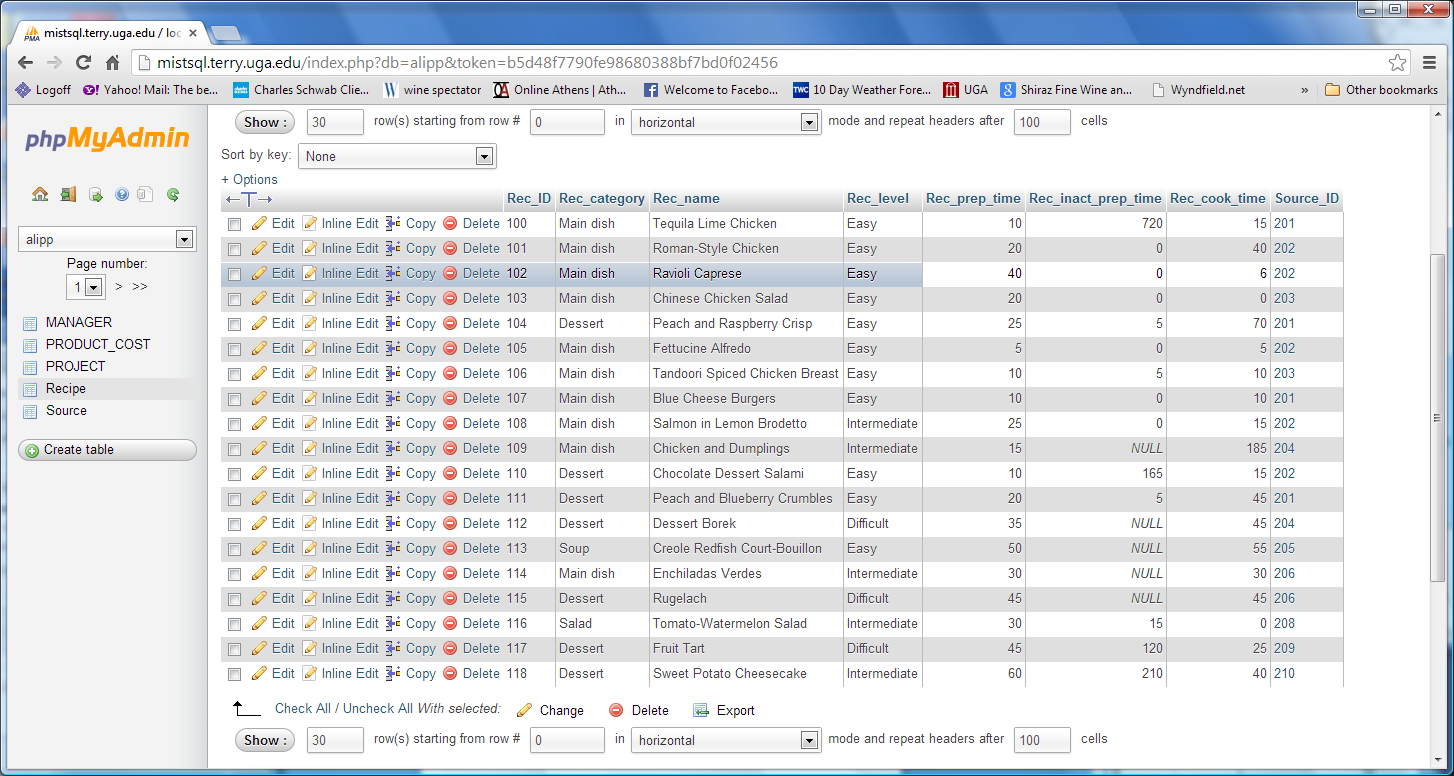 mistsql.terry.uga.edu / loc
mistsql.terry.uga.edu/index.php?db=alipp&token=b5d48f7790fe98680388bf7bd0f02456
Logoff Yahoo! Mail: The be... Charles Schwab Clie... wine spectator Online Athens | Ath... Welcome to Facebo... 10 Day Weather Fore... UGA Shiraz Fine Wine an... Wyndfield.net » Other bookmarks
phpMyAdmin
alipp
Page number:
1 > >>
MANAGER
PRODUCT_COST
PROJECT
Recipe
Source
Create table
Show : 30 row(s) starting from row # 0 in horizontal mode and repeat headers after 100 cells
Sort by key: None
+ Options
←T→ Rec_ID Rec_category Rec_name Rec_level Rec_prep_time Rec_inact_prep_time Rec_cook_time Source_ID
Edit Inline Edit Copy Delete 100 Main dish Tequila Lime Chicken Easy 10 720 15 201
Edit Inline Edit Copy Delete 101 Main dish Roman-Style Chicken Easy 20 0 40 202
Edit Inline Edit Copy Delete 102 Main dish Ravioli Caprese Easy 40 0 6 202
Edit Inline Edit Copy Delete 103 Main dish Chinese Chicken Salad Easy 20 0 0 203
Edit Inline Edit Copy Delete 104 Dessert Peach and Raspberry Crisp Easy 25 5 70 201
Edit Inline Edit Copy Delete 105 Main dish Fettucine Alfredo Easy 5 0 5 202
Edit Inline Edit Copy Delete 106 Main dish Tandoori Spiced Chicken Breast Easy 10 5 10 203
Edit Inline Edit Copy Delete 107 Main dish Blue Cheese Burgers Easy 10 0 10 201
Edit Inline Edit Copy Delete 108 Main dish Salmon in Lemon Brodetto Intermediate 25 0 15 202
Edit Inline Edit Copy Delete 109 Main dish Chicken and Dumplings Intermediate 15 NULL 185 204
Edit Inline Edit Copy Delete 110 Dessert Chocolate Dessert Salami Easy 10 165 15 202
Edit Inline Edit Copy Delete 111 Dessert Peach and Blueberry Crumbles Easy 20 5 45 201
Edit Inline Edit Copy Delete 112 Dessert Dessert Borek Difficult 35 NULL 45 204
Edit Inline Edit Copy Delete 113 Soup Creole Redfish Court-Bouillon Easy 50 NULL 55 205
Edit Inline Edit Copy Delete 114 Main dish Enchiladas Verdes Intermediate 30 NULL 30 206
Edit Inline Edit Copy Delete 115 Dessert Rugelach Difficult 45 NULL 45 206
Edit Inline Edit Copy Delete 116 Salad Tomato-Watermelon Salad Intermediate 30 15 0 208
Edit Inline Edit Copy Delete 117 Dessert Fruit Tart Difficult 45 120 25 209
Edit Inline Edit Copy Delete 118 Dessert Sweet Potato Cheesecake Intermediate 60 210 40 210
Check All / Uncheck All With selected: Change Delete Export
Show : 30 row(s) starting from row # 0 in horizontal mode and repeat headers after 100 cells